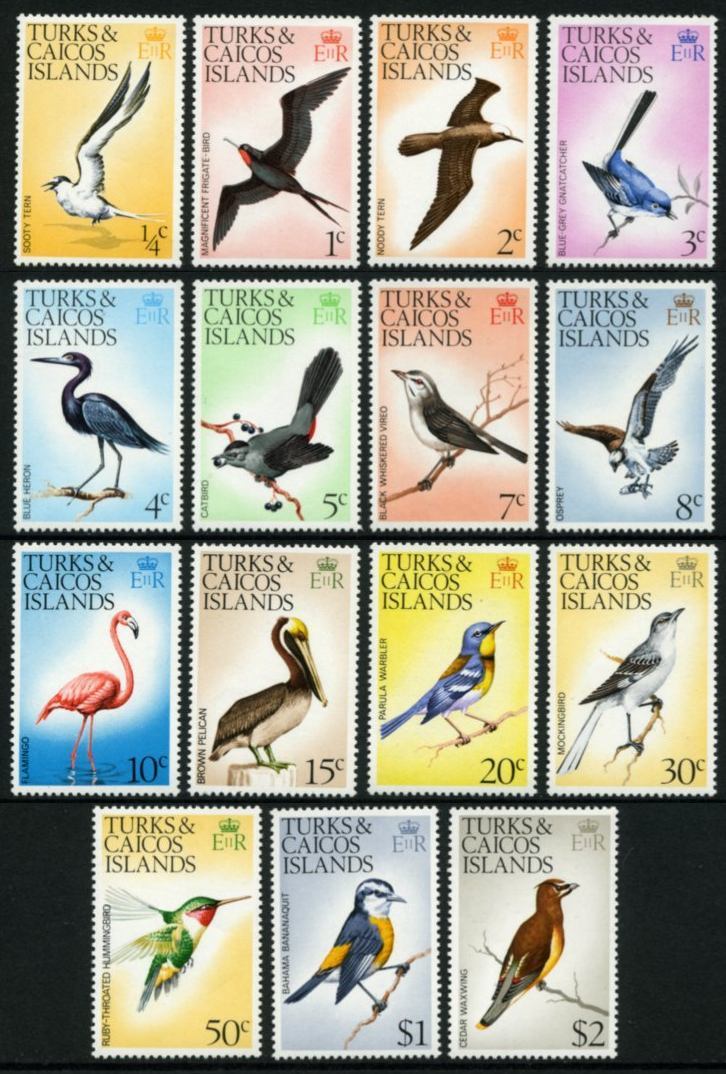 TURKS &
CAICOS
ISLANDS
EIIR
SOOTY TERN
1/4c
TURKS &
CAICOS
ISLANDS
EIIR
MAGNIFICENT FRIGATE-BIRD
1c
TURKS &
CAICOS
ISLANDS
EIIR
NODDY TERN
2c
TURKS &
CAICOS
ISLANDS
EIIR
BLUE-GREY GNATCATCHER
3c
TURKS &
CAICOS
ISLANDS
EIIR
BLUE HERON
4c
TURKS &
CAICOS
ISLANDS
EIIR
CATBIRD
5c
TURKS &
CAICOS
ISLANDS
EIIR
BLACK WHISKERED VIREO
7c
TURKS &
CAICOS
ISLANDS
EIIR
OSPREY
8c
TURKS &
CAICOS
ISLANDS
EIIR
FLAMINGO
10c
TURKS &
CAICOS
ISLANDS
EIIR
BROWN PELICAN
15c
TURKS &
CAICOS
ISLANDS
EIIR
PARULA WARBLER
20c
TURKS &
CAICOS
ISLANDS
EIIR
MOCKINGBIRD
30c
TURKS &
CAICOS
ISLANDS
EIIR
RUBY-THROATED HUMMINGBIRD
50c
TURKS &
CAICOS
ISLANDS
EIIR
BAHAMA BANANAQUIT
$1
TURKS &
CAICOS
ISLANDS
EIIR
CEDAR WAXWING
$2